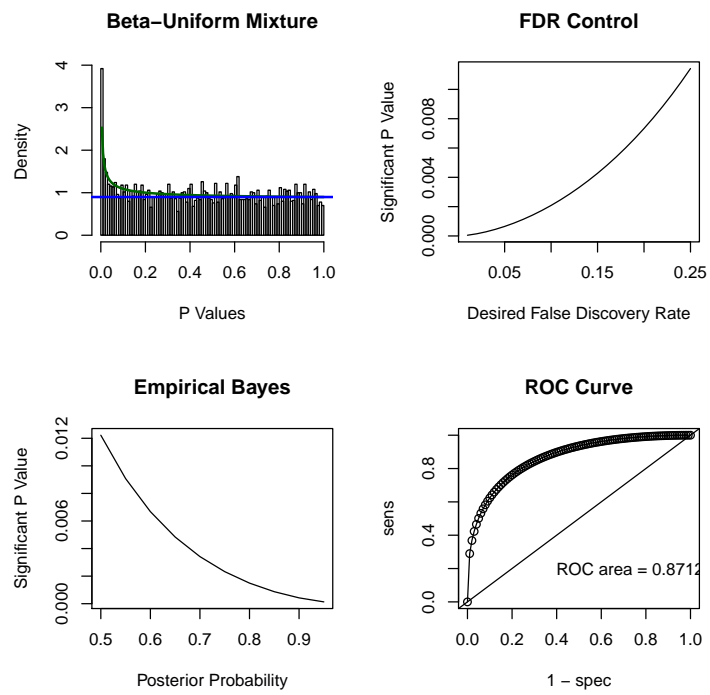 Beta−Uniform Mixture
Density
0 1 2 3 4
0.0 0.2 0.4 0.6 0.8 1.0
P Values
FDR Control
Significant P Value
0.000 0.004 0.008
0.05 0.15 0.25
Desired False Discovery Rate
Empirical Bayes
Significant P Value
0.000 0.006 0.012
0.5 0.6 0.7 0.8 0.9
Posterior Probability
ROC Curve
sens
0.0 0.4 0.8
ROC area = 0.8712
0.0 0.2 0.4 0.6 0.8 1.0
1 − spec